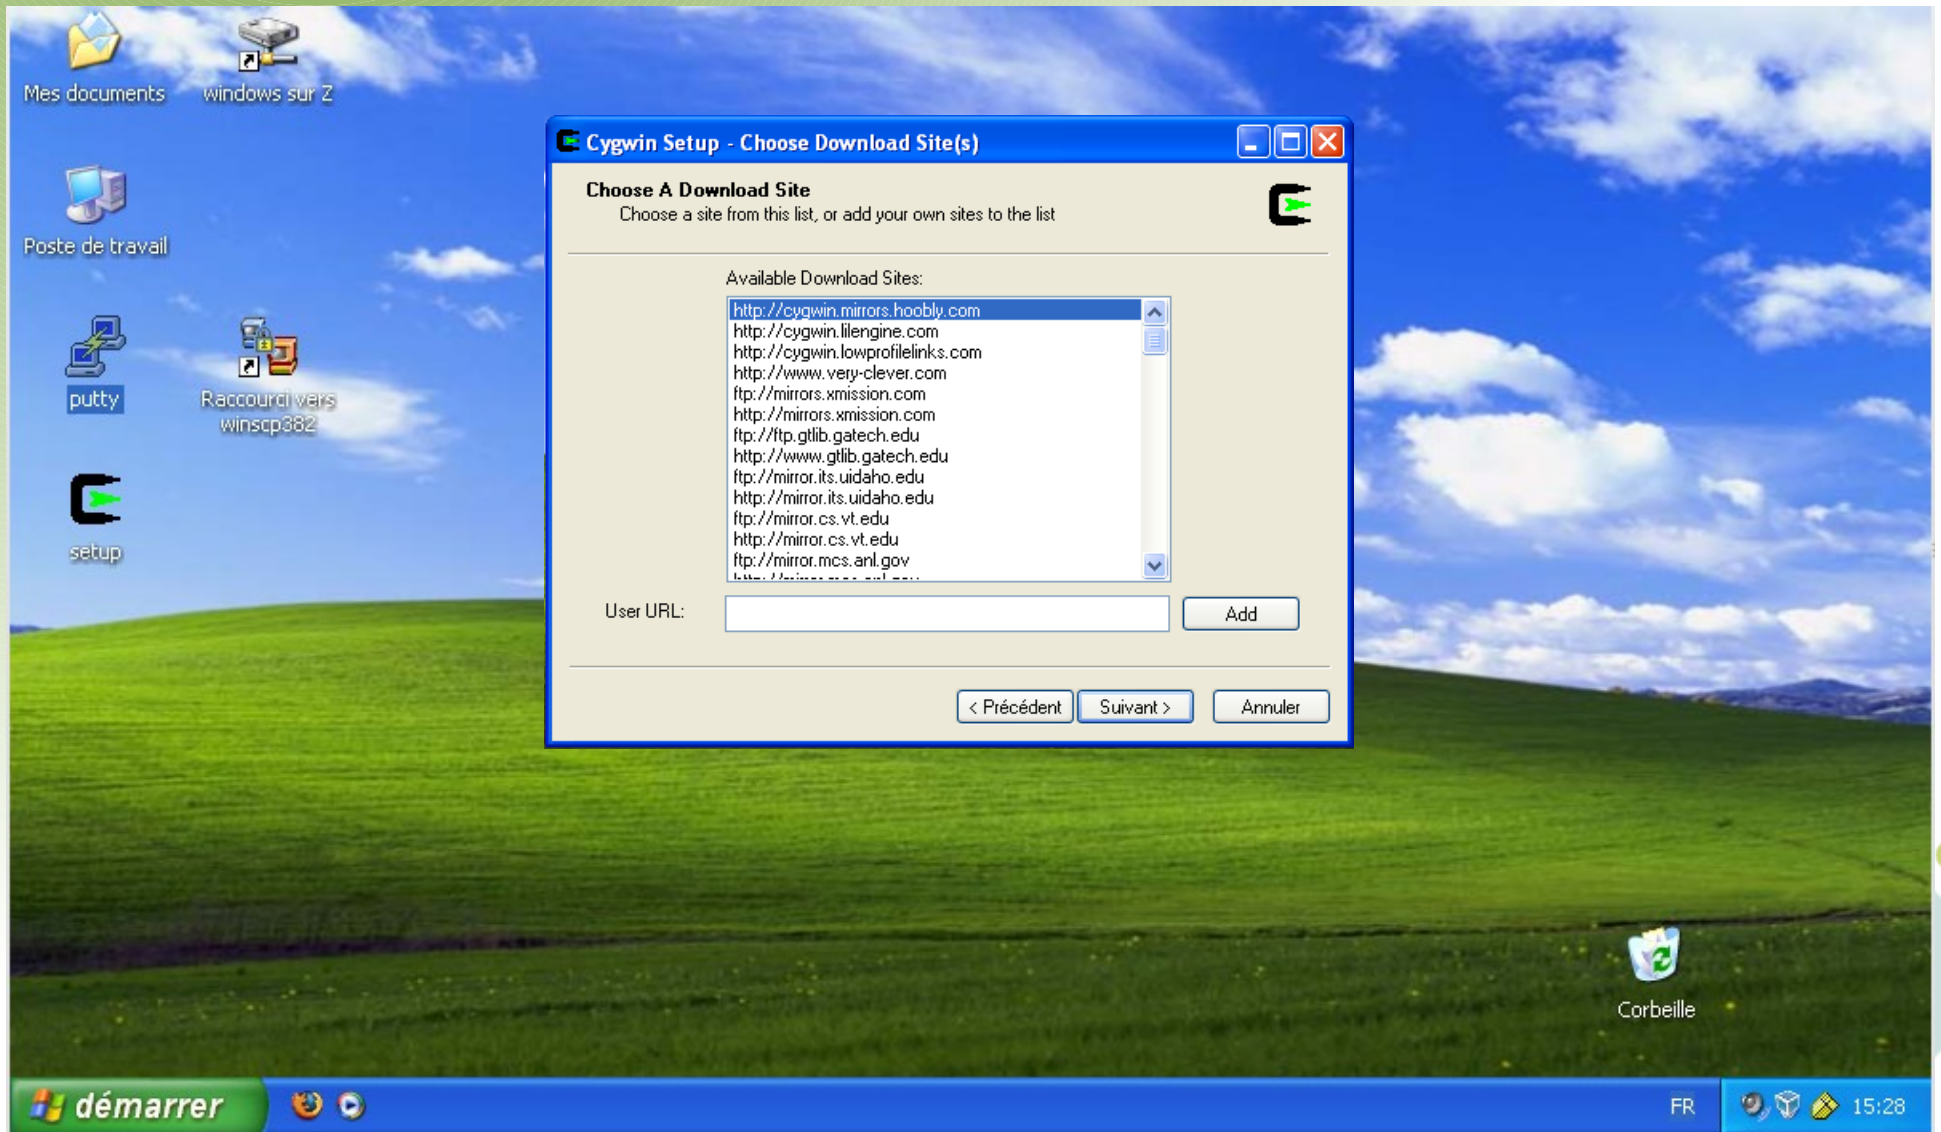 Mes documents
windows sur Z
Poste de travail
putty
Raccourci vers
winscp382
setup
Cygwin Setup - Choose Download Site(s)
Choose A Download Site
Choose a site from this list, or add your own sites to the list
Available Download Sites:
http://cygwin.mirrors.hoobly.com
http://cygwin.lilengine.com
http://cygwin.lowprofilelinks.com
http://www.very-clever.com
ftp://mirrors.xmission.com
http://mirrors.xmission.com
ftp://ftp.gtlib.gatech.edu
http://www.gtlib.gatech.edu
ftp://mirror.its.uidaho.edu
http://mirror.its.uidaho.edu
ftp://mirror.cs.vt.edu
http://mirror.cs.vt.edu
ftp://mirror.mcs.anl.gov
User URL:
Add
< Précédent
Suivant >
Annuler
Corbeille
démarrer
FR
15:28